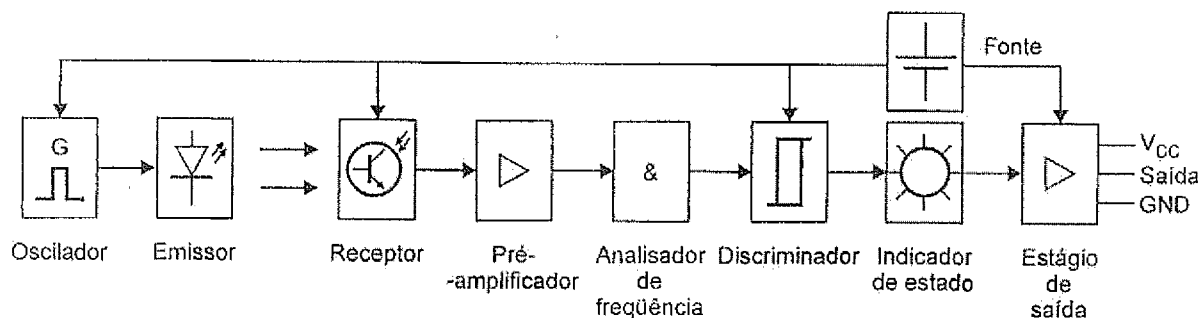 Fonte
G
&
V_CC
Saída
GND
Oscilador
Emissor
Receptor
Pré-
-amplificador
Analisador
de
freqüência
Discriminador
Indicador
de estado
Estágio
de
saída